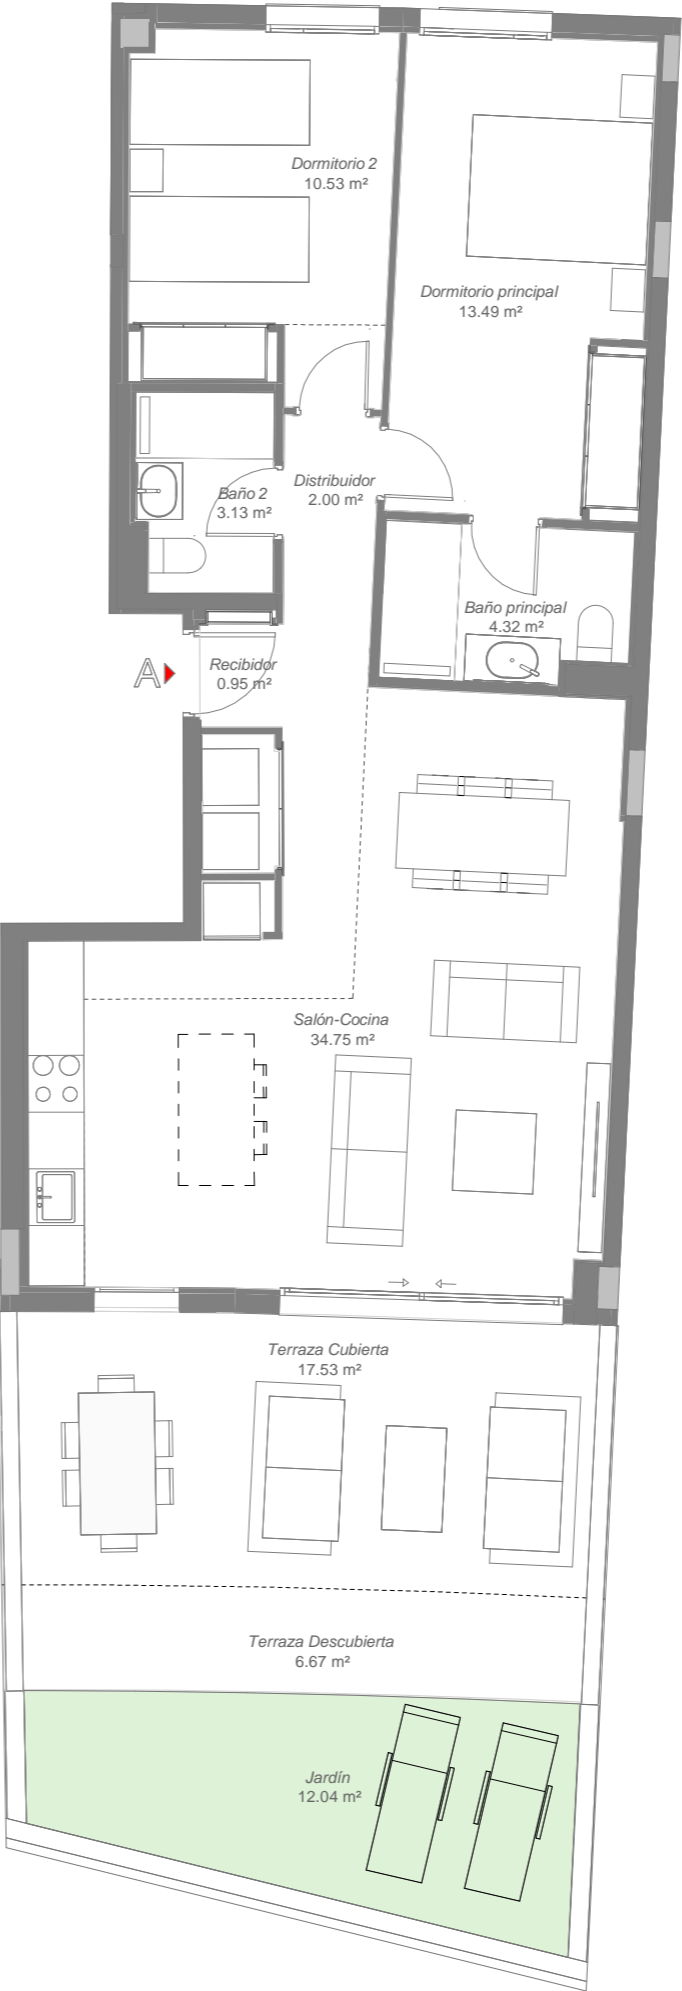 Dormitorio 2
10.53 m²
Dormitorio principal
13.49 m²
Distribuidor
2.00 m²
Baño 2
3.13 m²
Baño principal
4.32 m²
A
Recibidor
0.95 m²
Salón-Cocina
34.75 m²
Terraza Cubierta
17.53 m²
Terraza Descubierta
6.67 m²
Jardín
12.04 m²